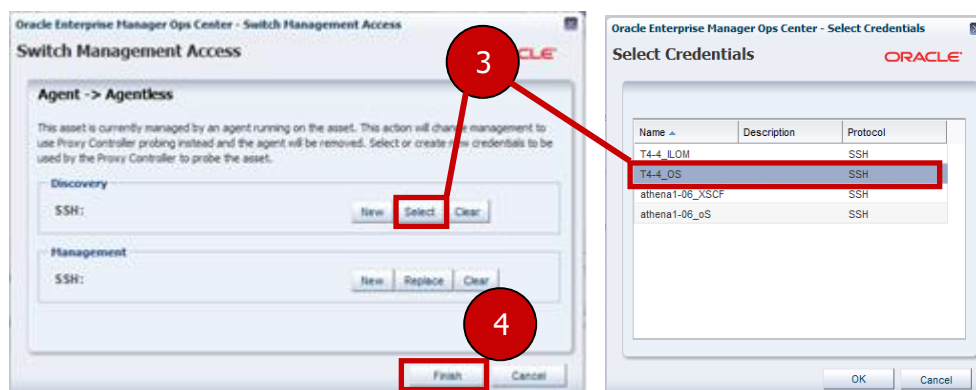 Oracle Enterprise Manager Ops Center - Switch Management Access
Switch Management Access
CLE
Agent -> Agentless
This asset is currently managed by an agent running on the asset. This action will change management to
use Proxy Controller probing instead and the agent will be removed. Select or create new credentials to be
used by the Proxy Controller to probe the asset.
Discovery
SSH: New Select Clear
Management
SSH: New Replace Clear
Finish Cancel
3
4
Oracle Enterprise Manager Ops Center - Select Credentials
Select Credentials
ORACLE
Name Description Protocol
T4-4_ILOM SSH
T4-4_OS SSH
athena1-06_XSCF SSH
athena1-06_oS SSH
OK Cancel